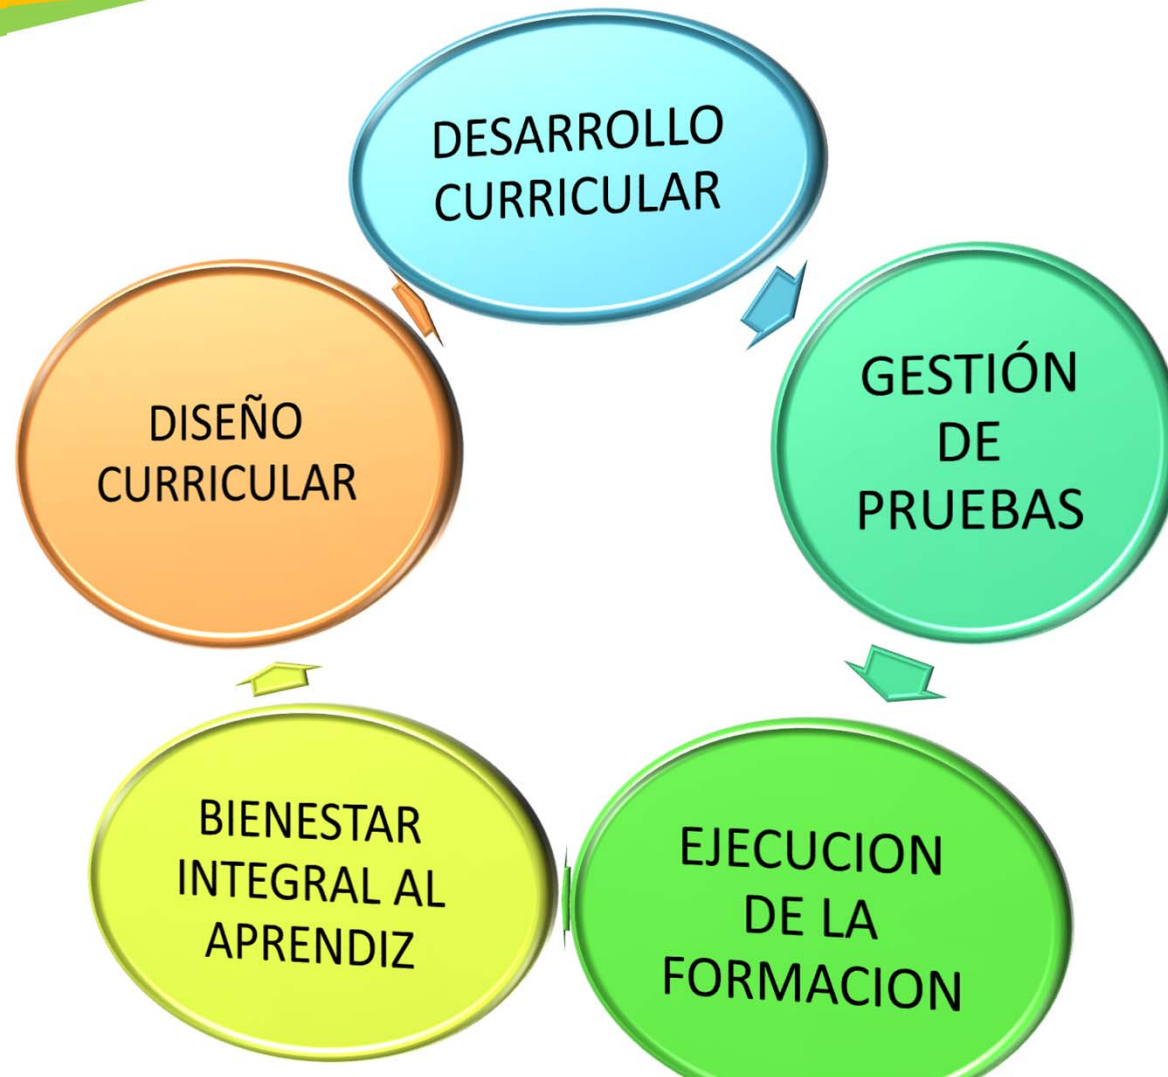 DESARROLLO
CURRICULAR
GESTIÓN
DE
PRUEBAS
EJECUCION
DE LA
FORMACION
BIENESTAR
INTEGRAL AL
APRENDIZ
DISEÑO
CURRICULAR